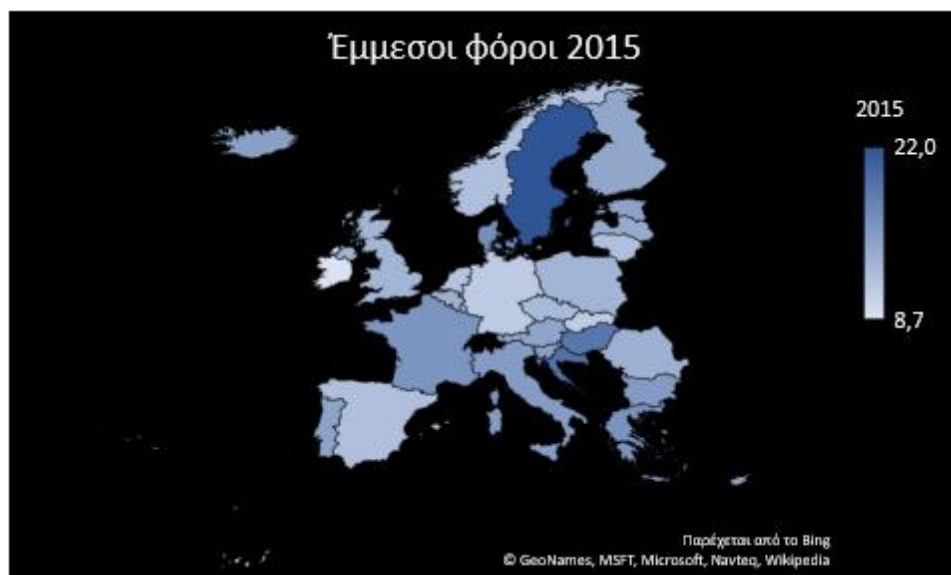 Έμμεσοι φόροι 2015
2015
22,0
8,7
Παρέχεται από το Bing
© GeoNames, MSFT, Microsoft, Navteq, Wikipedia